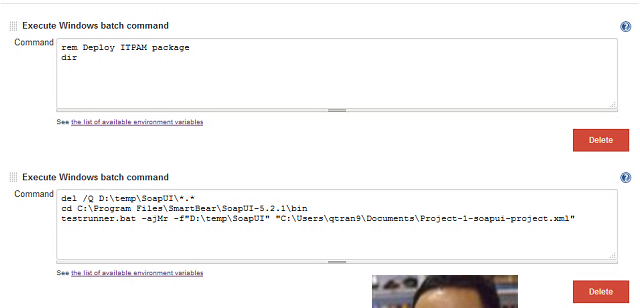 Execute Windows batch command
Command
rem Deploy ITPAM package
dir
See the list of available environment variables
Delete
Execute Windows batch command
Command
del /Q D:\temp\SoapUI\*.*
cd C:\Program Files\SmartBear\SoapUI-5.2.1\bin
testrunner.bat -ajMr -f"D:\temp\SoapUI" "C:\Users\qtran9\Documents\Project-1-soapui-project.xml"
See the list of available environment variables
Delete